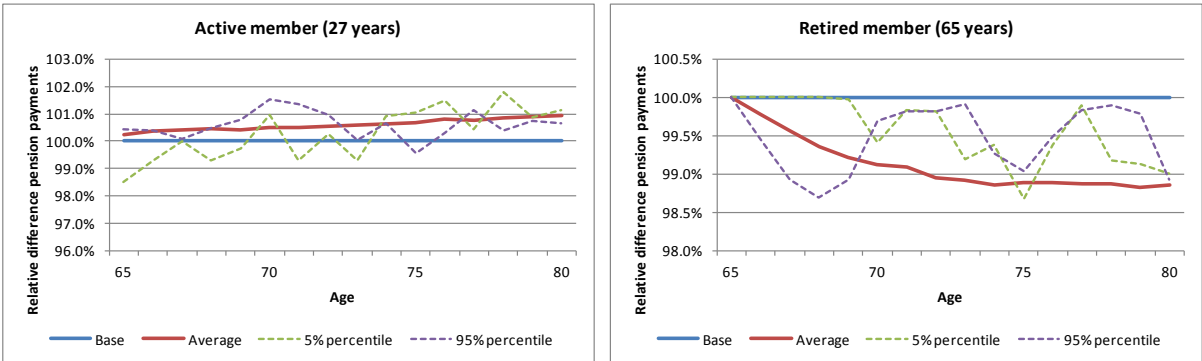 Active member (27 years)
Relative difference pension payments
103.0%
102.0%
101.0%
100.0%
99.0%
98.0%
97.0%
96.0%
65 70 75 80
Age
Base Average 5% percentile 95% percentile
Retired member (65 years)
Relative difference pension payments
100.5%
100.0%
99.5%
99.0%
98.5%
98.0%
65 70 75 80
Age
Base Average 5% percentile 95% percentile